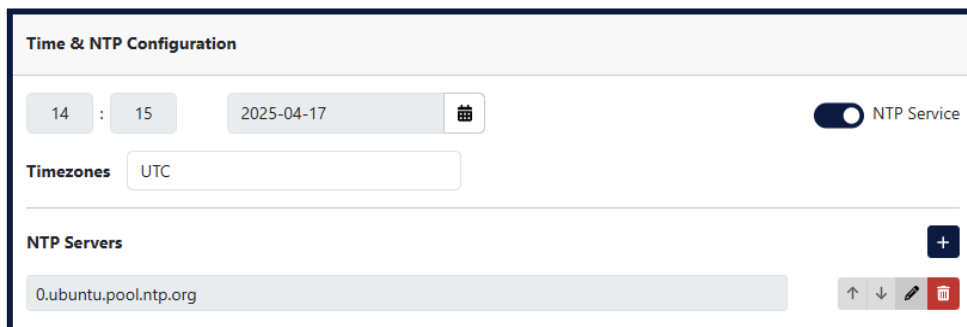 Time & NTP Configuration
14 : 15 2025-04-17 NTP Service
Timezones UTC
NTP Servers
0.ubuntu.pool.ntp.org